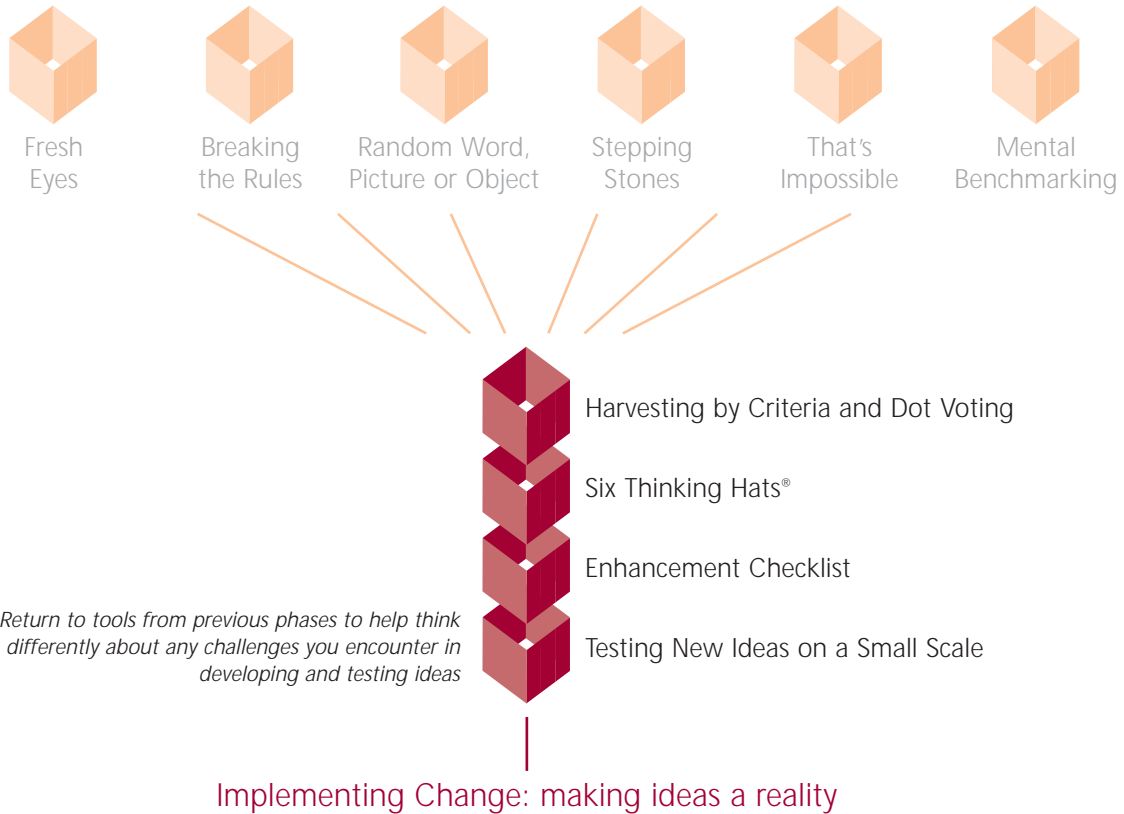 Fresh
Eyes
Breaking
the Rules
Random Word,
Picture or Object
Stepping
Stones
That's
Impossible
Mental
Benchmarking
Harvesting by Criteria and Dot Voting
Six Thinking Hats®
Enhancement Checklist
Return to tools from previous phases to help think
differently about any challenges you encounter in
developing and testing ideas
Testing New Ideas on a Small Scale
Implementing Change: making ideas a reality